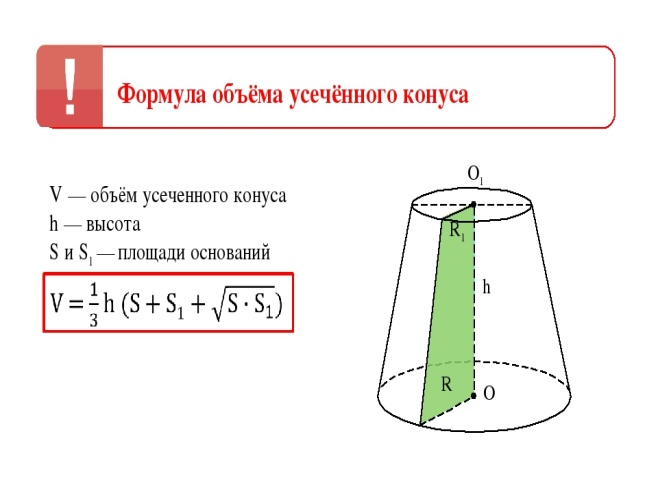 !
Формула объёма усечённого конуса
V — объём усеченного конуса
h — высота
S и S₁ — площади оснований
V = 1/3 h (S + S₁ + √(S · S₁))
O₁
R₁
h
R
O